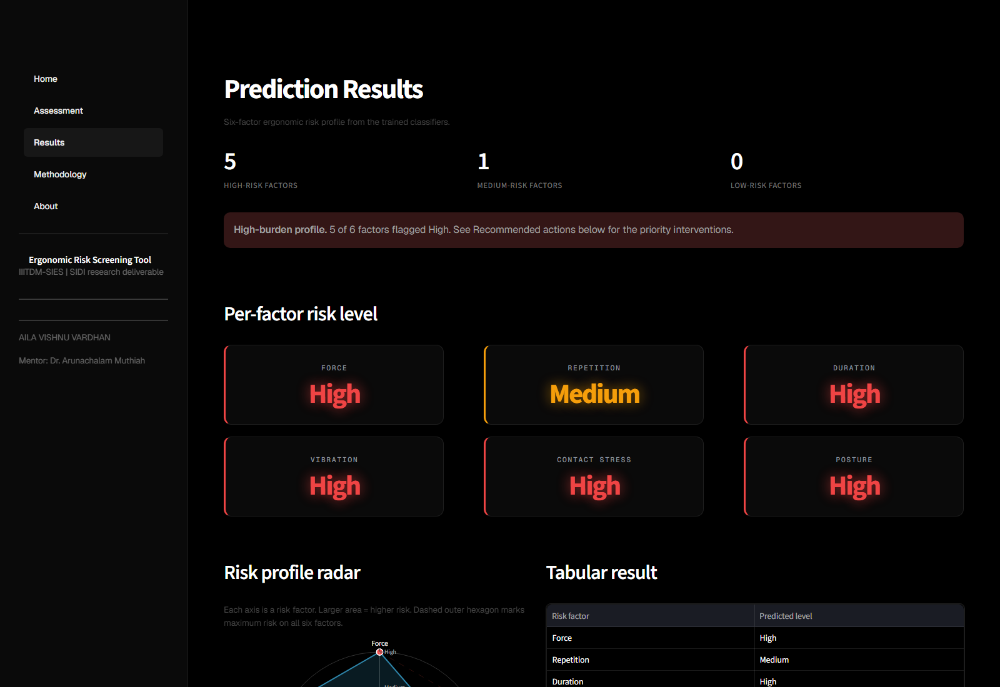 Home
Assessment
Results
Methodology
About
Ergonomic Risk Screening Tool
IIITDM-SIES | SIDI research deliverable
AILA VISHNU VARDHAN
Mentor: Dr. Arunachalam Muthiah
Prediction Results
Six-factor ergonomic risk profile from the trained classifiers.
5
HIGH-RISK FACTORS
1
MEDIUM-RISK FACTORS
0
LOW-RISK FACTORS
High-burden profile. 5 of 6 factors flagged High. See Recommended actions below for the priority interventions.
Per-factor risk level
FORCE
High
REPETITION
Medium
DURATION
High
VIBRATION
High
CONTACT STRESS
High
POSTURE
High
Risk profile radar
Each axis is a risk factor. Larger area = higher risk. Dashed outer hexagon marks
maximum risk on all six factors.
Force
High
Medium
Tabular result
Risk factor Predicted level
Force High
Repetition Medium
Duration High